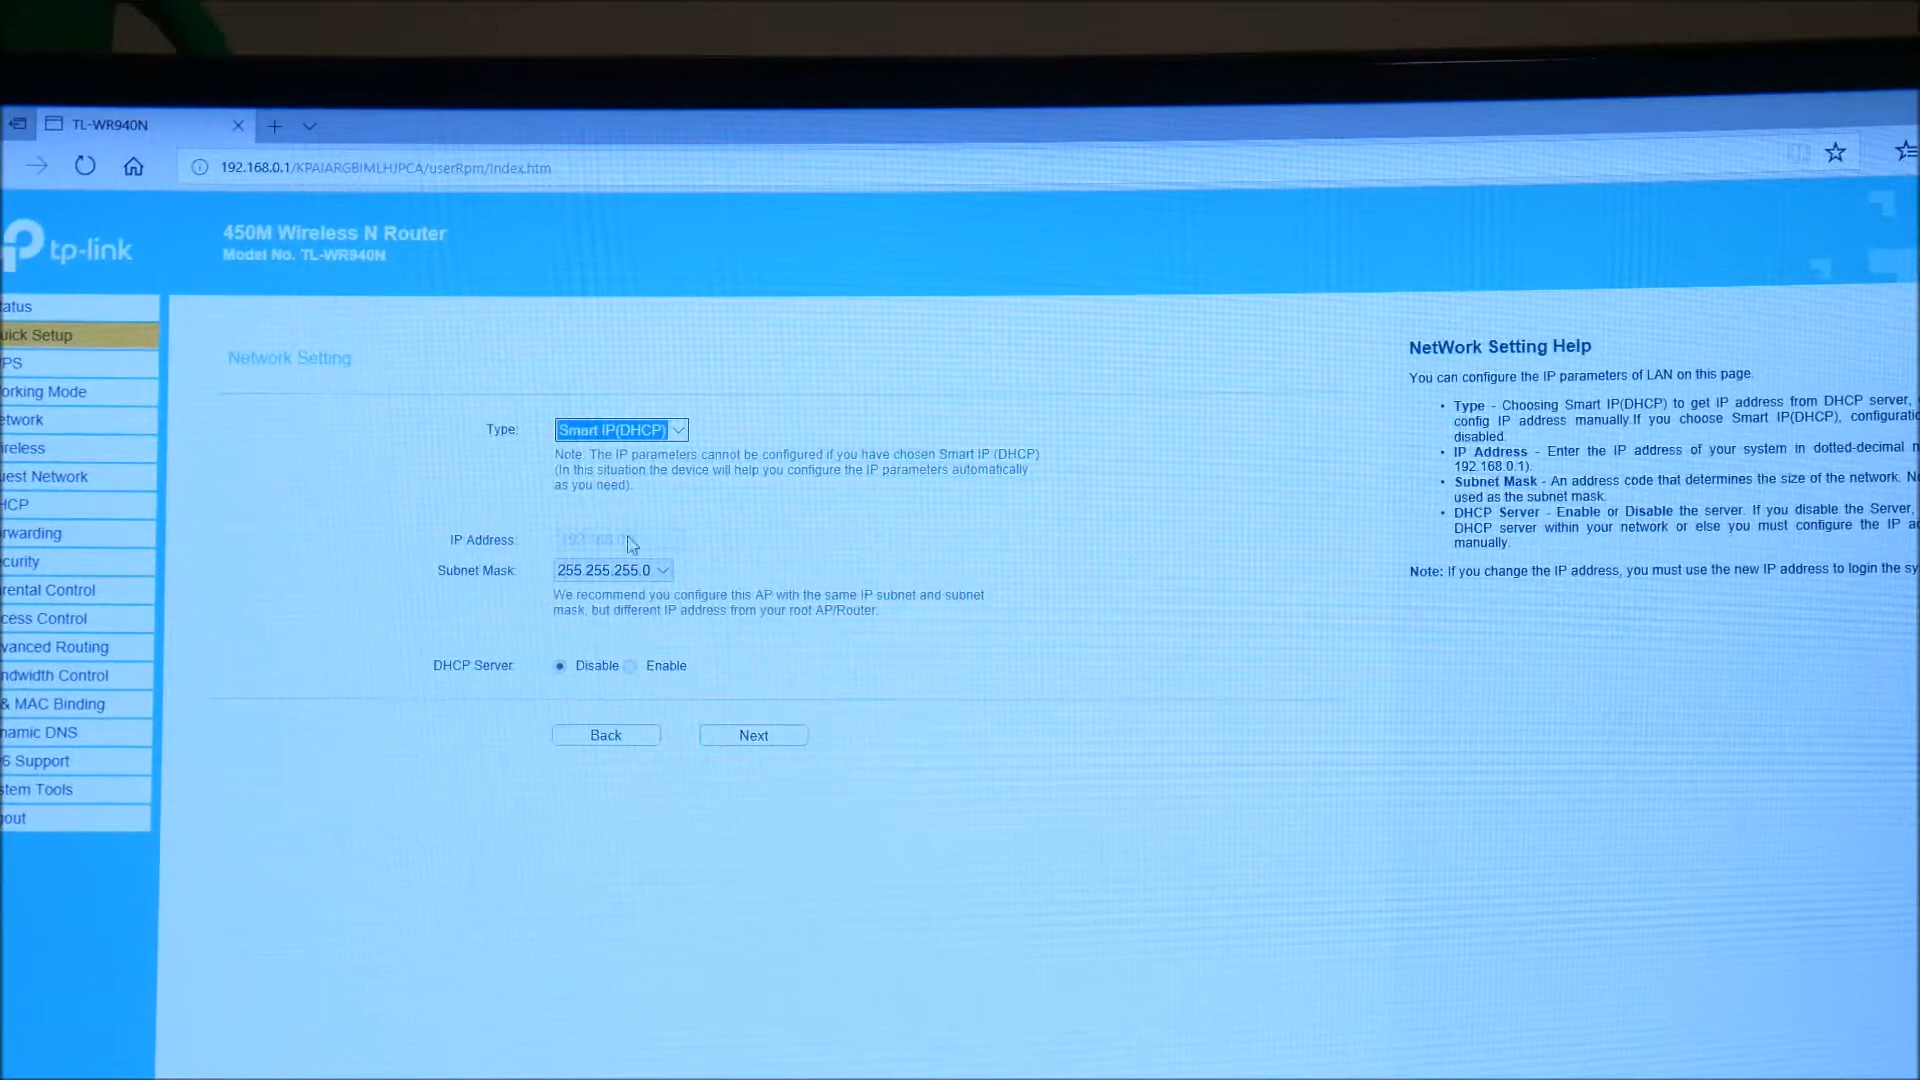 TL-WR940N
192.168.0.1/KPAIARGBIMLHJPCA/userRpm/Index.htm
tp-link
450M Wireless N Router
Model No. TL-WR940N
atus
uick Setup
PS
orking Mode
etwork
ireless
uest Network
HCP
rwarding
curity
rental Control
cess Control
vanced Routing
ndwidth Control
& MAC Binding
namic DNS
6 Support
stem Tools
gout
Network Setting
Type:
Smart IP(DHCP)
Note: The IP parameters cannot be configured if you have chosen Smart IP (DHCP)
(In this situation the device will help you configure the IP parameters automatically
as you need).
IP Address:
Subnet Mask:
255.255.255.0
We recommend you configure this AP with the same IP subnet and subnet
mask, but different IP address from your root AP/Router.
DHCP Server:
Disable
Enable
Back
Next
NetWork Setting Help
You can configure the IP parameters of LAN on this page.
Type - Choosing Smart IP(DHCP) to get IP address from DHCP server,
config IP address manually.If you choose Smart IP(DHCP), configuratio
disabled.
IP Address - Enter the IP address of your system in dotted-decimal n
192.168.0.1).
Subnet Mask - An address code that determines the size of the network. No
used as the subnet mask.
DHCP Server - Enable or Disable the server. If you disable the Server,
DHCP server within your network or else you must configure the IP a
manually.
Note: If you change the IP address, you must use the new IP address to login the sy